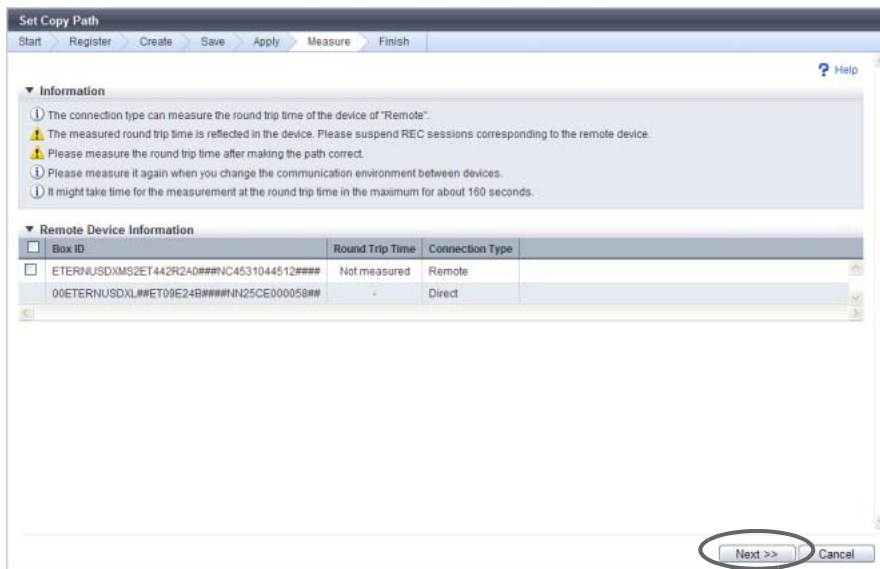 Set Copy Path
Start Register Create Save Apply Measure Finish
? Help
Information
The connection type can measure the round trip time of the device of "Remote".
The measured round trip time is reflected in the device. Please suspend REC sessions corresponding to the remote device.
Please measure the round trip time after making the path correct.
Please measure it again when you change the communication environment between devices.
It might take time for the measurement at the round trip time in the maximum for about 160 seconds.
Remote Device Information
Box ID Round Trip Time Connection Type
ETERNUSDXMS2ET442R2A0###NC4531044512#### Not measured Remote
00ETERNUSDXL##ET09E24B####NN25CE000058## - Direct
Next >> Cancel